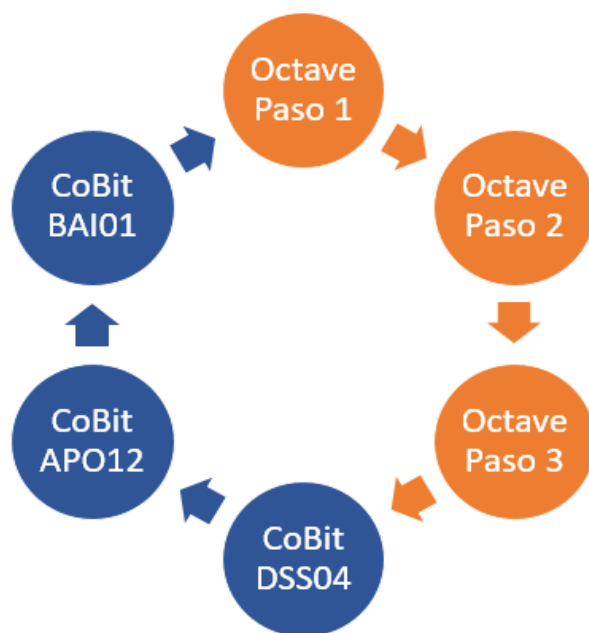 Octave
Paso 1
Octave
Paso 2
Octave
Paso 3
CoBit
DSS04
CoBit
APO12
CoBit
BAI01